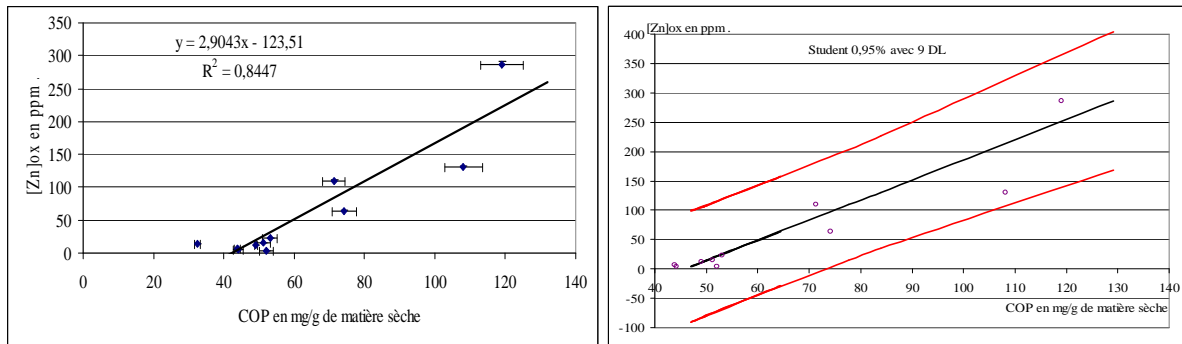 350
300
250
200
150
100
50
0
[Zn]ox en ppm .
y = 2,9043x - 123,51
R² = 0,8447
0 20 40 60 80 100 120 140
COP en mg/g de matière sèche
[Zn]ox en ppm .
400
350
300
250
200
150
100
50
0
-50
-100
Student 0,95% avec 9 DL
40 50 60 70 80 90 100 110 120 130 140
COP en mg/g de matière sèche